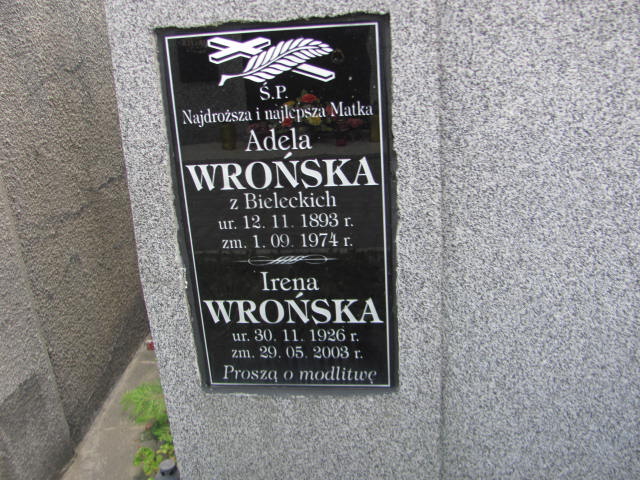 Ś.P.
Najdroższa i najlepsza Matka
Adela
WROŃSKA
z Bieleckich
ur. 12. 11. 1893 r.
zm. 1. 09. 1974 r.
Irena
WROŃSKA
ur. 30. 11. 1926 r.
zm. 29. 05. 2003 r.
Proszą o modlitwę